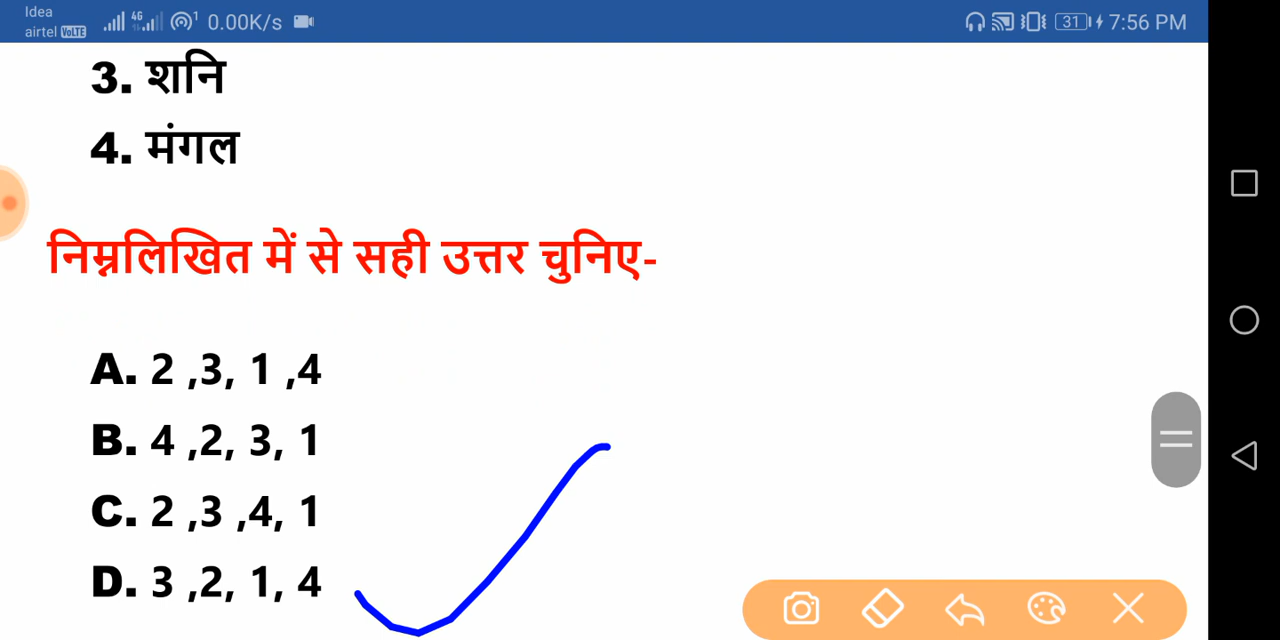 Idea
airtel VoLTE 4G 1 0.00K/s 31 7:56 PM
3. शनि
4. मंगल
निम्नलिखित में से सही उत्तर चुनिए-
A. 2 ,3, 1 ,4
B. 4 ,2, 3, 1
C. 2 ,3 ,4, 1
D. 3 ,2, 1, 4